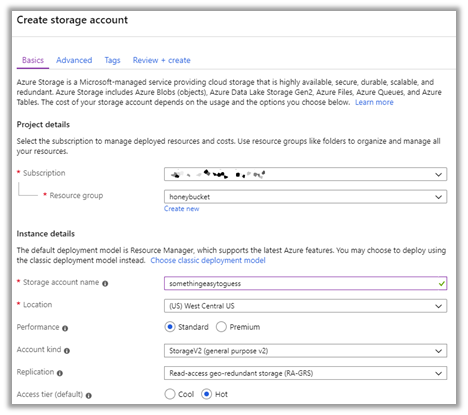 Create storage account
Basics Advanced Tags Review + create
Azure Storage is a Microsoft-managed service providing cloud storage that is highly available, secure, durable, scalable, and
redundant. Azure Storage includes Azure Blobs (objects), Azure Data Lake Storage Gen2, Azure Files, Azure Queues, and Azure
Tables. The cost of your storage account depends on the usage and the options you choose below. Learn more
Project details
Select the subscription to manage deployed resources and costs. Use resource groups like folders to organize and manage all
your resources.
* Subscription
* Resource group honeybucket
Create new
Instance details
The default deployment model is Resource Manager, which supports the latest Azure features. You may choose to deploy using
the classic deployment model instead. Choose classic deployment model
* Storage account name somethingeasytoguess
* Location (US) West Central US
Performance Standard Premium
Account kind StorageV2 (general purpose v2)
Replication Read-access geo-redundant storage (RA-GRS)
Access tier (default) Cool Hot